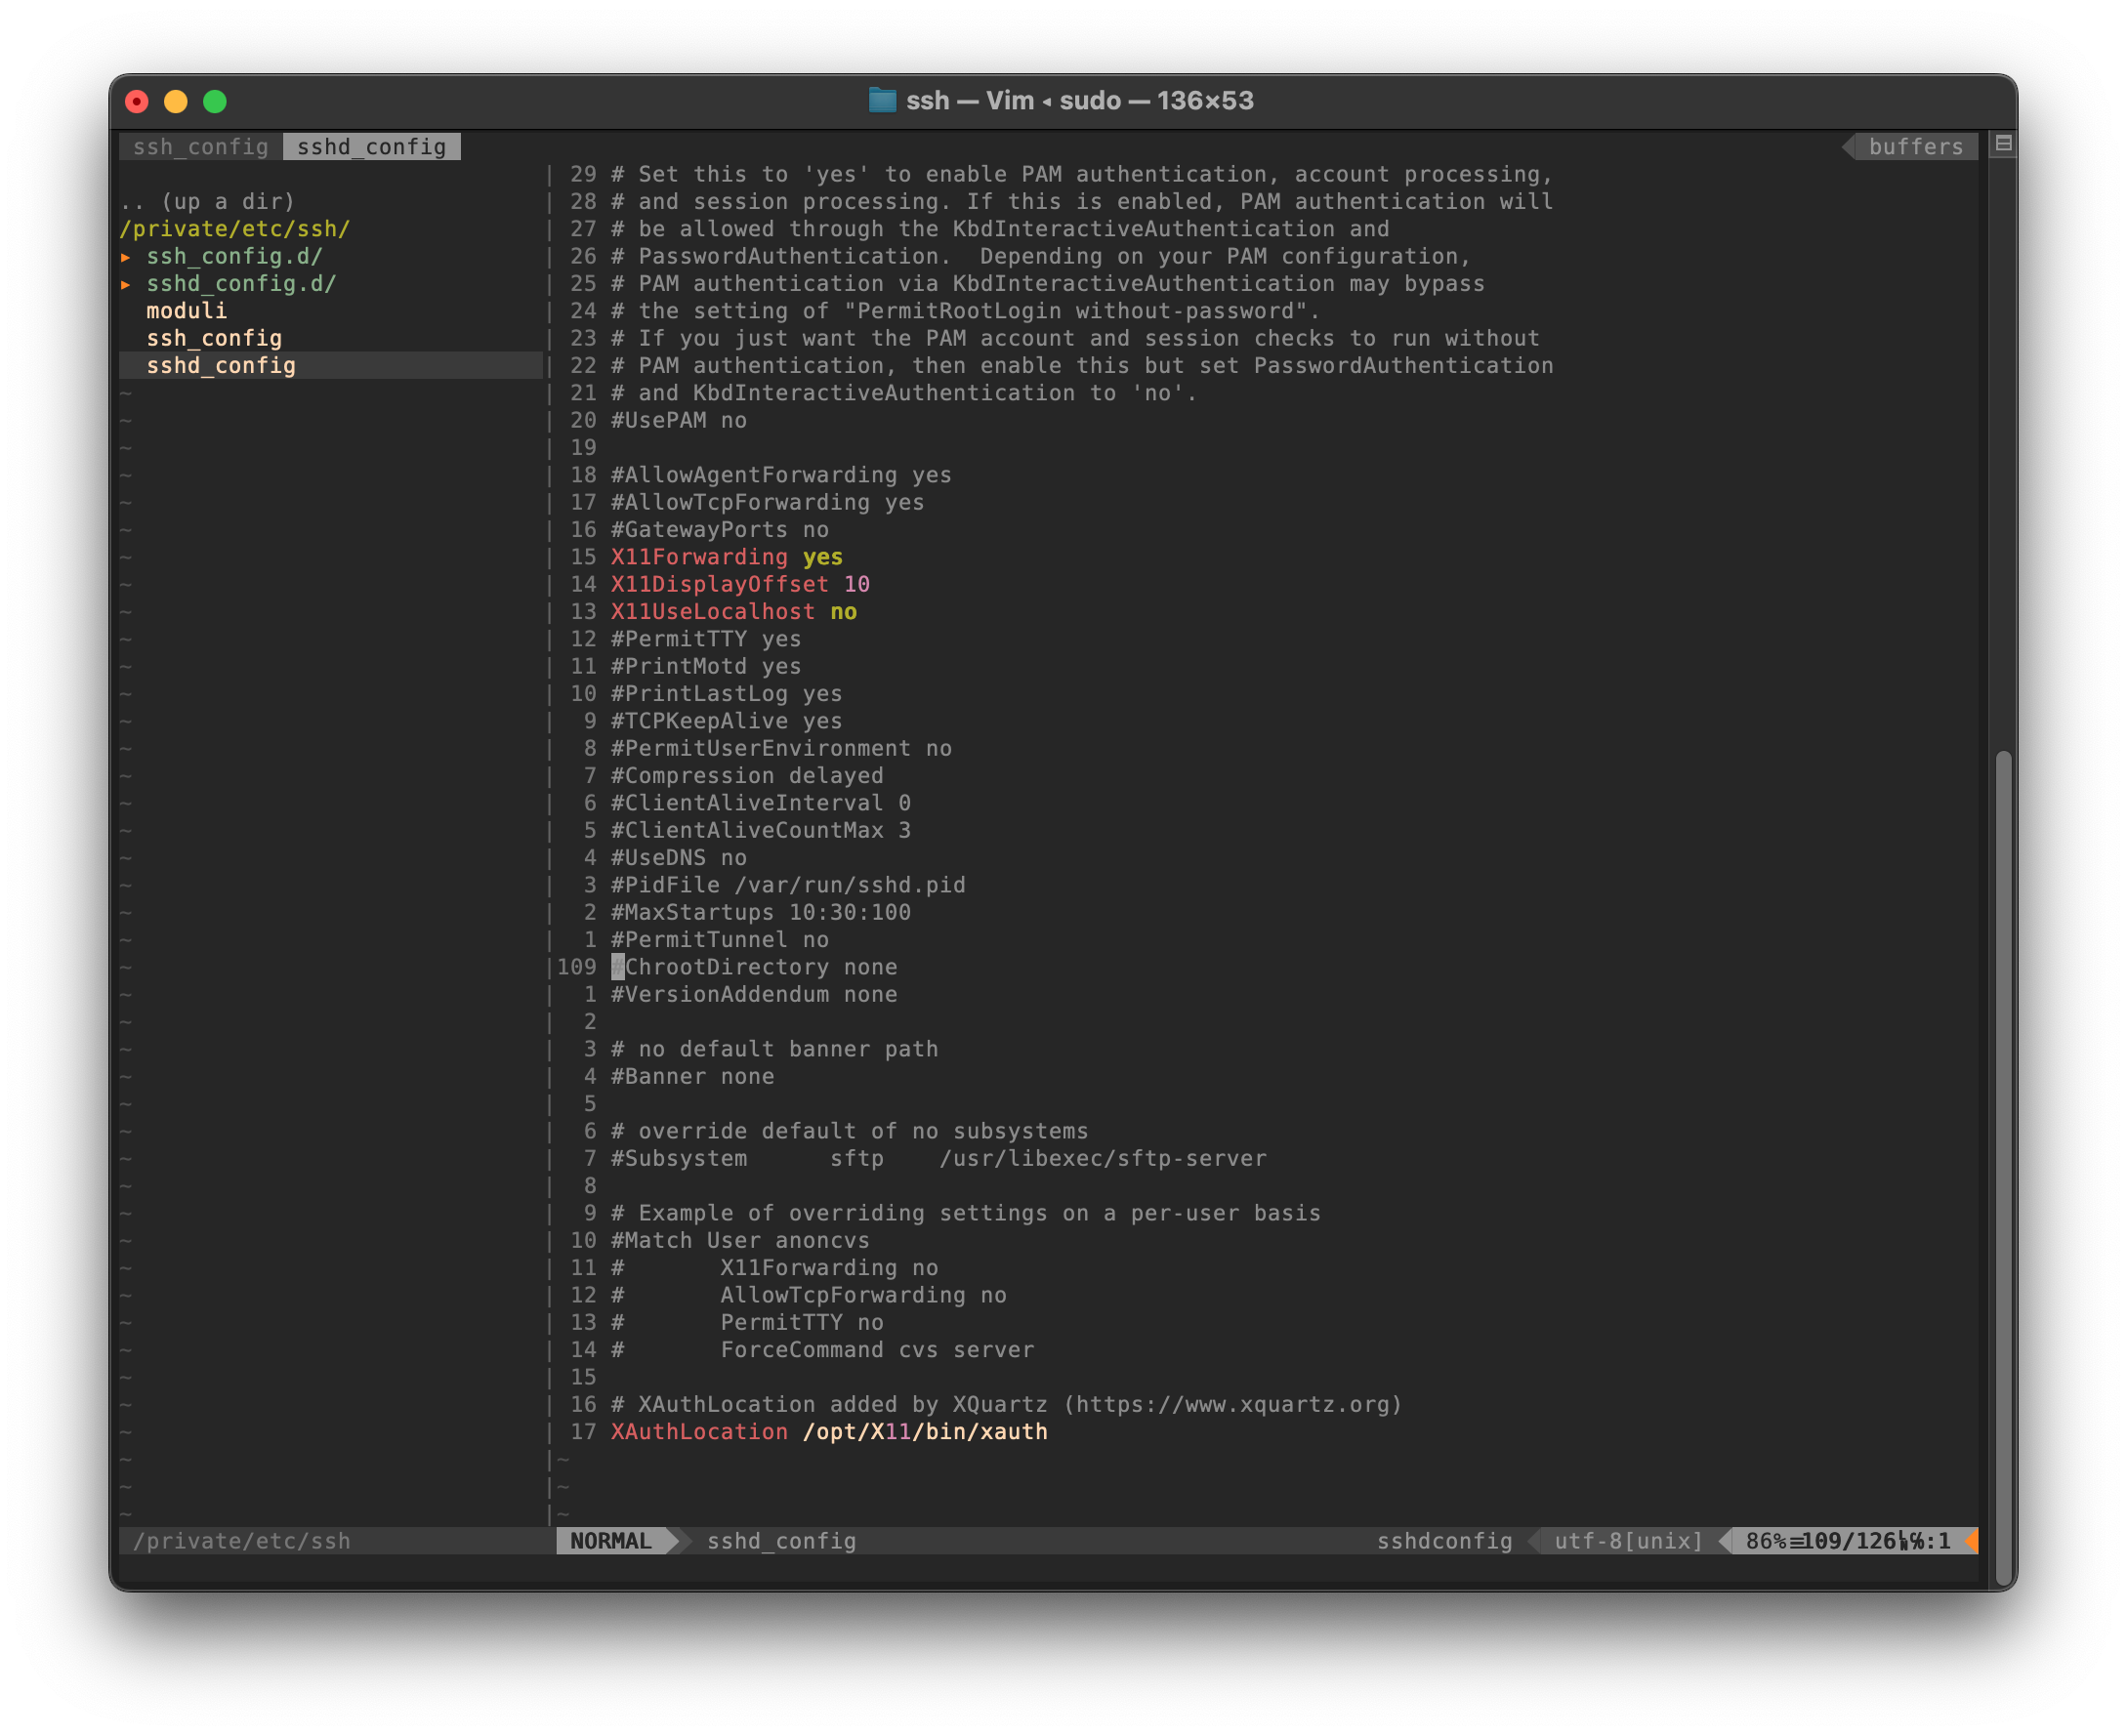 ssh — Vim ◂ sudo — 136×53
ssh_config sshd_config buffers
.. (up a dir)
/private/etc/ssh/
▸ ssh_config.d/
▸ sshd_config.d/
moduli
ssh_config
sshd_config
29 # Set this to 'yes' to enable PAM authentication, account processing,
28 # and session processing. If this is enabled, PAM authentication will
27 # be allowed through the KbdInteractiveAuthentication and
26 # PasswordAuthentication.  Depending on your PAM configuration,
25 # PAM authentication via KbdInteractiveAuthentication may bypass
24 # the setting of "PermitRootLogin without-password".
23 # If you just want the PAM account and session checks to run without
22 # PAM authentication, then enable this but set PasswordAuthentication
21 # and KbdInteractiveAuthentication to 'no'.
20 #UsePAM no
19
18 #AllowAgentForwarding yes
17 #AllowTcpForwarding yes
16 #GatewayPorts no
15 X11Forwarding yes
14 X11DisplayOffset 10
13 X11UseLocalhost no
12 #PermitTTY yes
11 #PrintMotd yes
10 #PrintLastLog yes
9 #TCPKeepAlive yes
8 #PermitUserEnvironment no
7 #Compression delayed
6 #ClientAliveInterval 0
5 #ClientAliveCountMax 3
4 #UseDNS no
3 #PidFile /var/run/sshd.pid
2 #MaxStartups 10:30:100
1 #PermitTunnel no
109 #ChrootDirectory none
1 #VersionAddendum none
2
3 # no default banner path
4 #Banner none
5
6 # override default of no subsystems
7 #Subsystem      sftp    /usr/libexec/sftp-server
8
9 # Example of overriding settings on a per-user basis
10 #Match User anoncvs
11 #       X11Forwarding no
12 #       AllowTcpForwarding no
13 #       PermitTTY no
14 #       ForceCommand cvs server
15
16 # XAuthLocation added by XQuartz (https://www.xquartz.org)
17 XAuthLocation /opt/X11/bin/xauth
/private/etc/ssh NORMAL sshd_config sshdconfig utf-8[unix] 86%≡109/126㏑℅:1